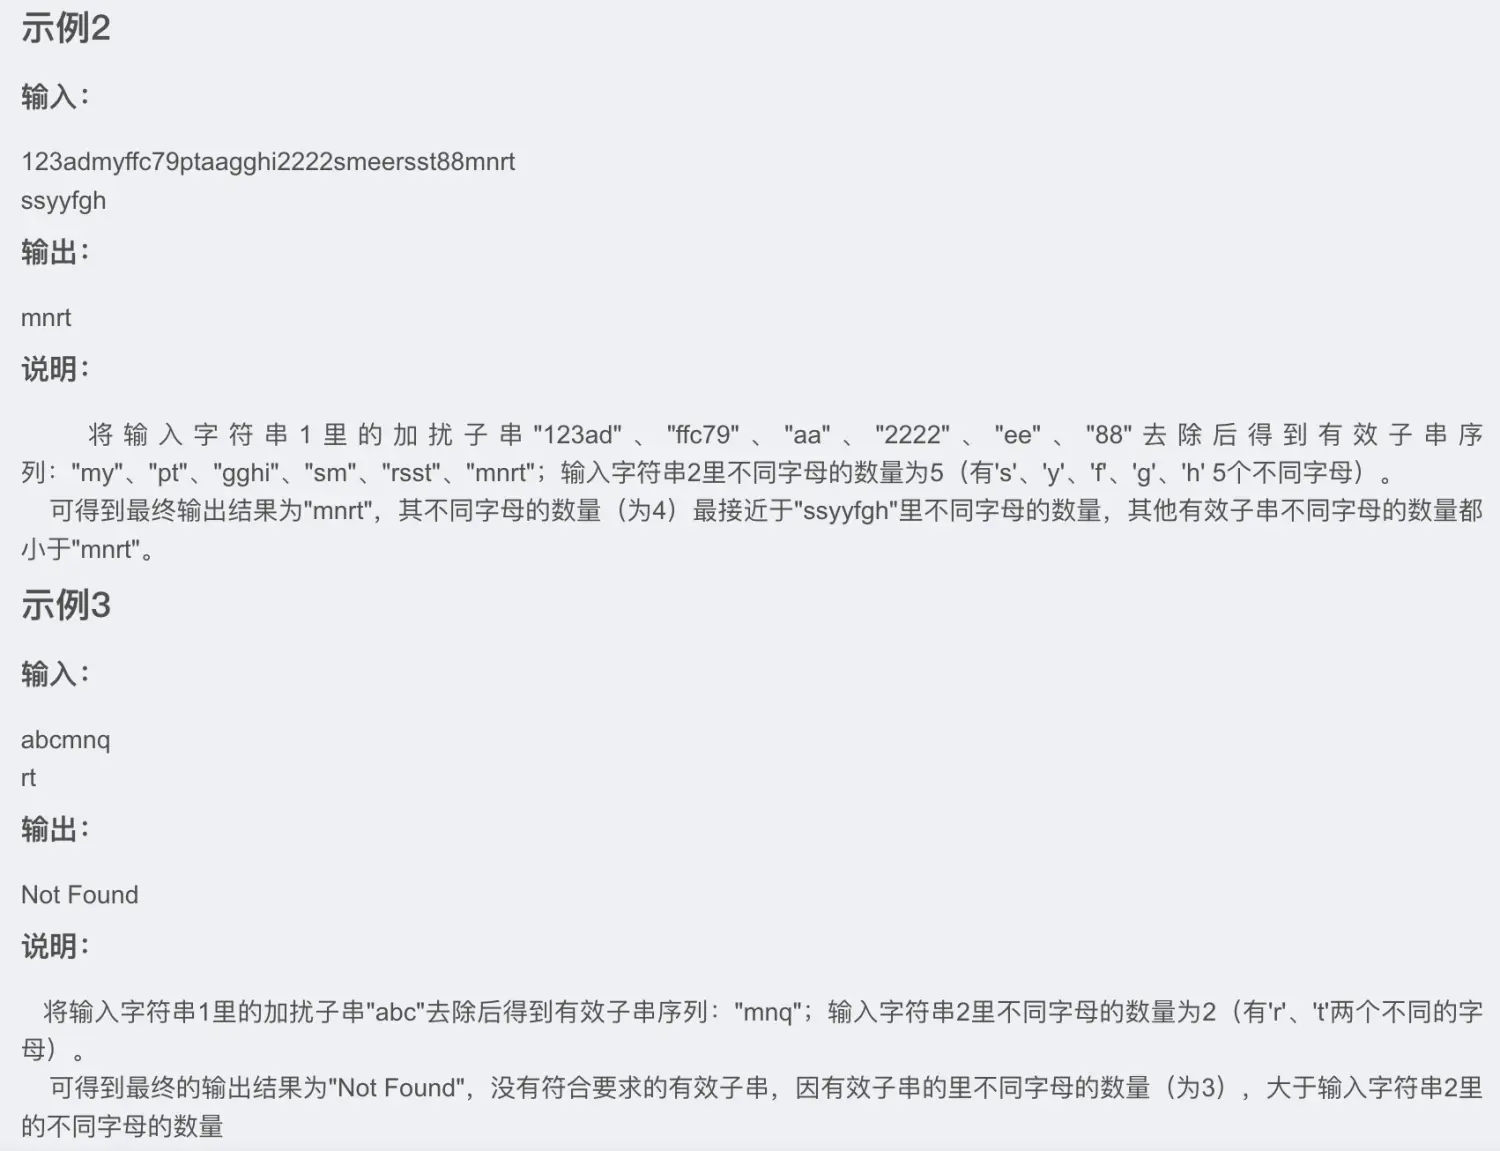 示例2
输入：
123admyffc79ptaagghi2222smeersst88mnrt
ssyyfgh
输出：
mnrt
说明：
将输入字符串1里的加扰子串"123ad"、"ffc79"、"aa"、"2222"、"ee"、"88"去除后得到有效子串序
列："my"、"pt"、"gghi"、"sm"、"rsst"、"mnrt"；输入字符串2里不同字母的数量为5（有's'、'y'、'f'、'g'、'h' 5个不同字母）。
可得到最终输出结果为"mnrt"，其不同字母的数量（为4）最接近于"ssyyfgh"里不同字母的数量，其他有效子串不同字母的数量都
小于"mnrt"。
示例3
输入：
abcmnq
rt
输出：
Not Found
说明：
将输入字符串1里的加扰子串"abc"去除后得到有效子串序列："mnq"；输入字符串2里不同字母的数量为2（有'r'、't'两个不同的字
母）。
可得到最终的输出结果为"Not Found"，没有符合要求的有效子串，因有效子串的里不同字母的数量（为3），大于输入字符串2里
的不同字母的数量